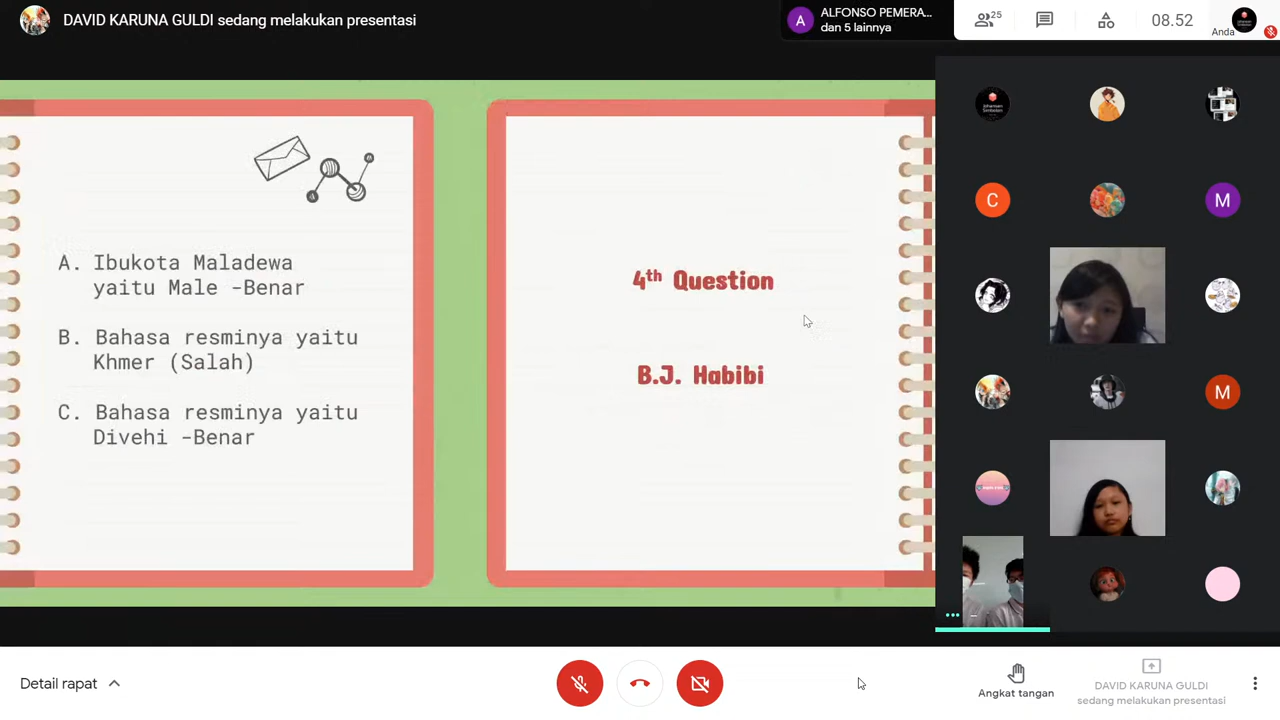 DAVID KARUNA GULDI sedang melakukan presentasi
A
ALFONSO PEMERA...
dan 5 lainnya
25
08.52
Anda
A. Ibukota Maladewa
yaitu Male -Benar
B. Bahasa resminya yaitu
Khmer (Salah)
C. Bahasa resminya yaitu
Divehi -Benar
4th Question
B.J. Habibi
C
M
M
Detail rapat
Angkat tangan
DAVID KARUNA GULDI
sedang melakukan presentasi